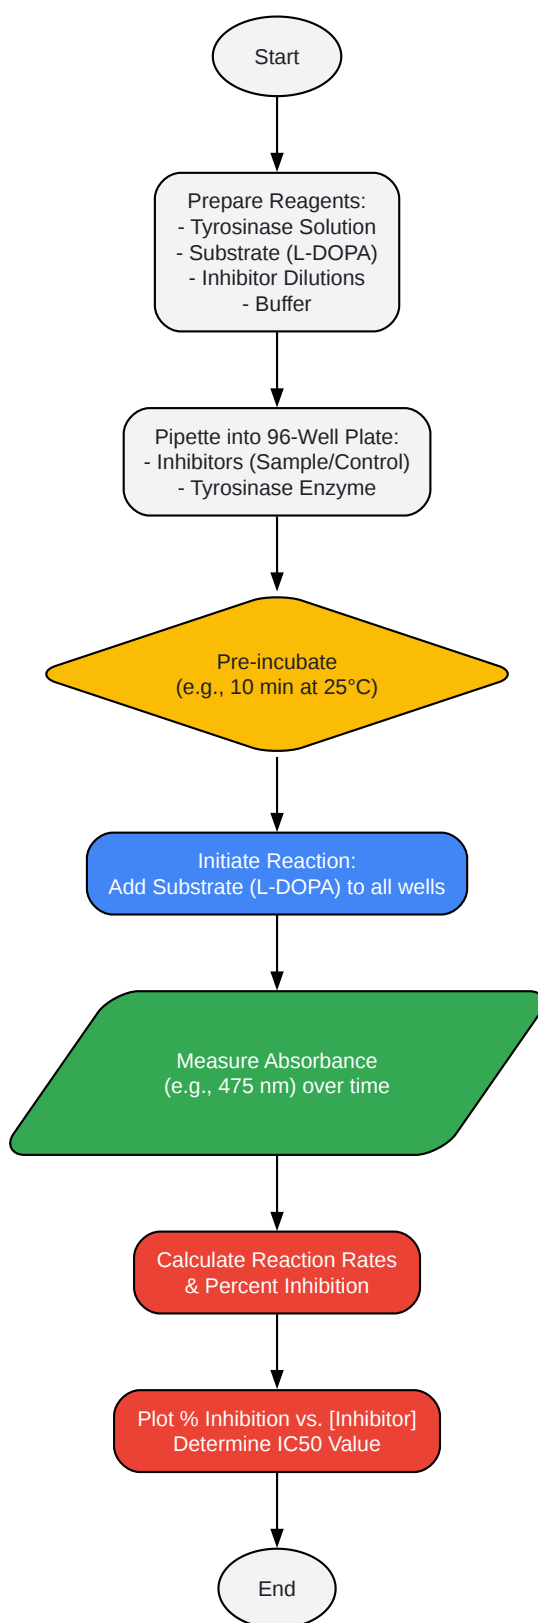 Start
Prepare Reagents:
- Tyrosinase Solution
- Substrate (L-DOPA)
- Inhibitor Dilutions
- Buffer
Pipette into 96-Well Plate:
- Inhibitors (Sample/Control)
- Tyrosinase Enzyme
Pre-incubate
(e.g., 10 min at 25°C)
Initiate Reaction:
Add Substrate (L-DOPA) to all wells
Measure Absorbance
(e.g., 475 nm) over time
Calculate Reaction Rates
& Percent Inhibition
Plot % Inhibition vs. [Inhibitor]
Determine IC50 Value
End